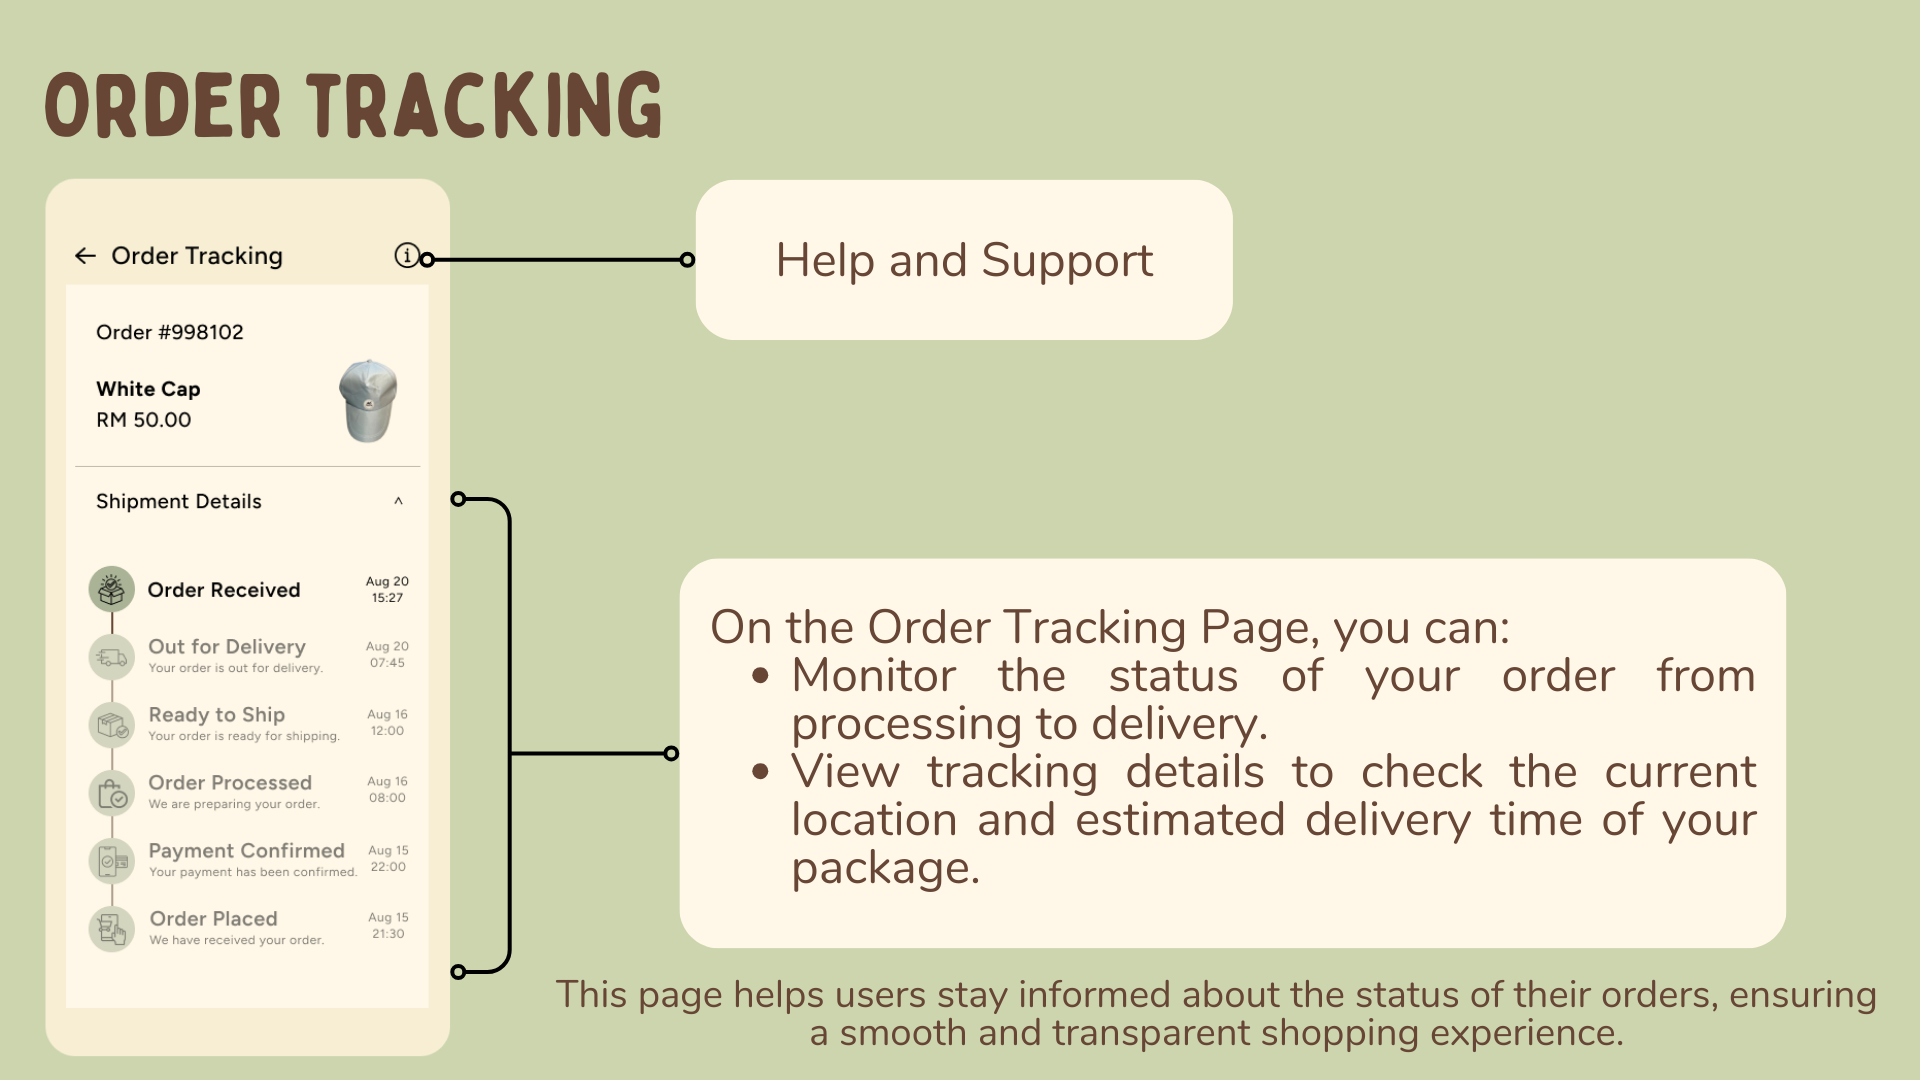 ORDER TRACKING
← Order Tracking
Order #998102
White Cap
RM 50.00
Shipment Details ^
Order Received
Aug 20
15:27
Out for Delivery
Your order is out for delivery.
Aug 20
07:45
Ready to Ship
Your order is ready for shipping.
Aug 16
12:00
Order Processed
We are preparing your order.
Aug 16
08:00
Payment Confirmed
Your payment has been confirmed.
Aug 15
22:00
Order Placed
We have received your order.
Aug 15
21:30
Help and Support
On the Order Tracking Page, you can:
• Monitor the status of your order from
processing to delivery.
• View tracking details to check the current
location and estimated delivery time of your
package.
This page helps users stay informed about the status of their orders, ensuring
a smooth and transparent shopping experience.